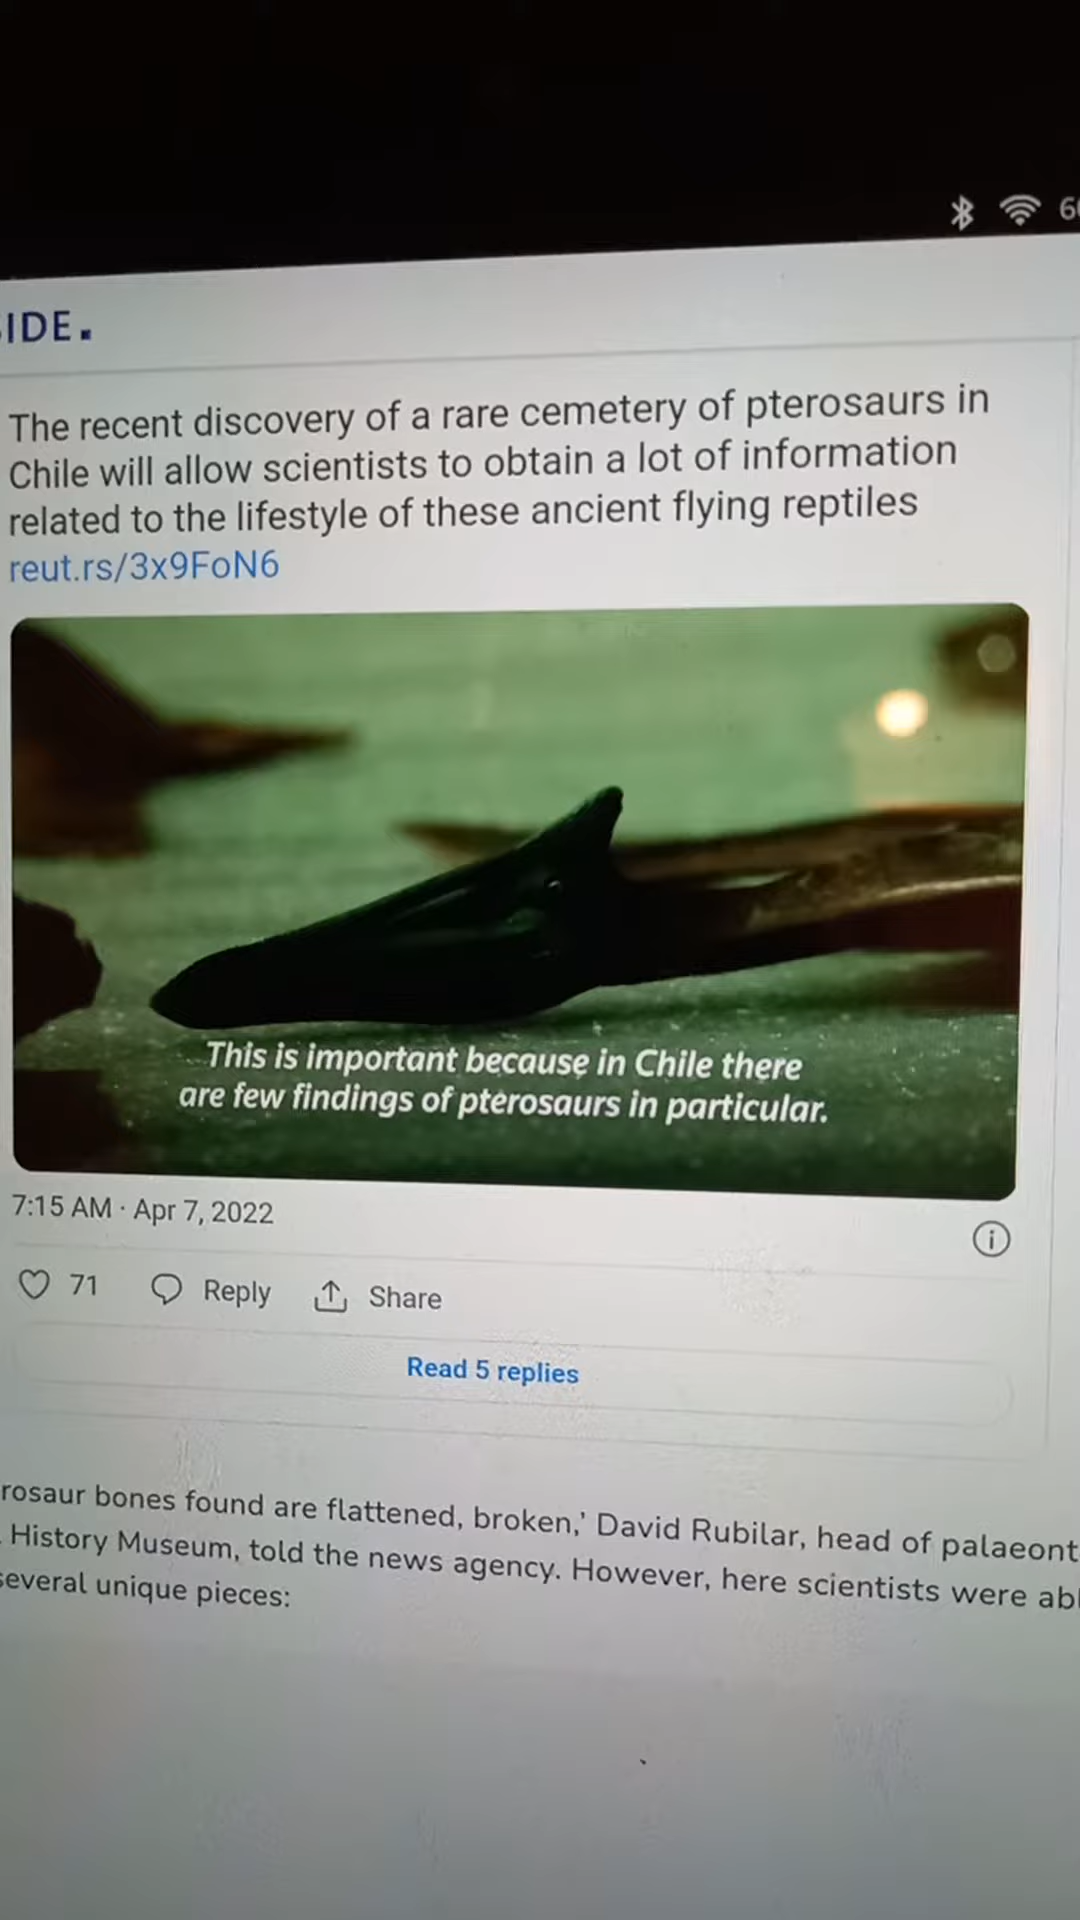 IDE.
The recent discovery of a rare cemetery of pterosaurs in
Chile will allow scientists to obtain a lot of information
related to the lifestyle of these ancient flying reptiles
reut.rs/3x9FoN6
This is important because in Chile there
are few findings of pterosaurs in particular.
7:15 AM · Apr 7, 2022
71 Reply Share
Read 5 replies
rosaur bones found are flattened, broken,' David Rubilar, head of palaeont
History Museum, told the news agency. However, here scientists were abl
several unique pieces: